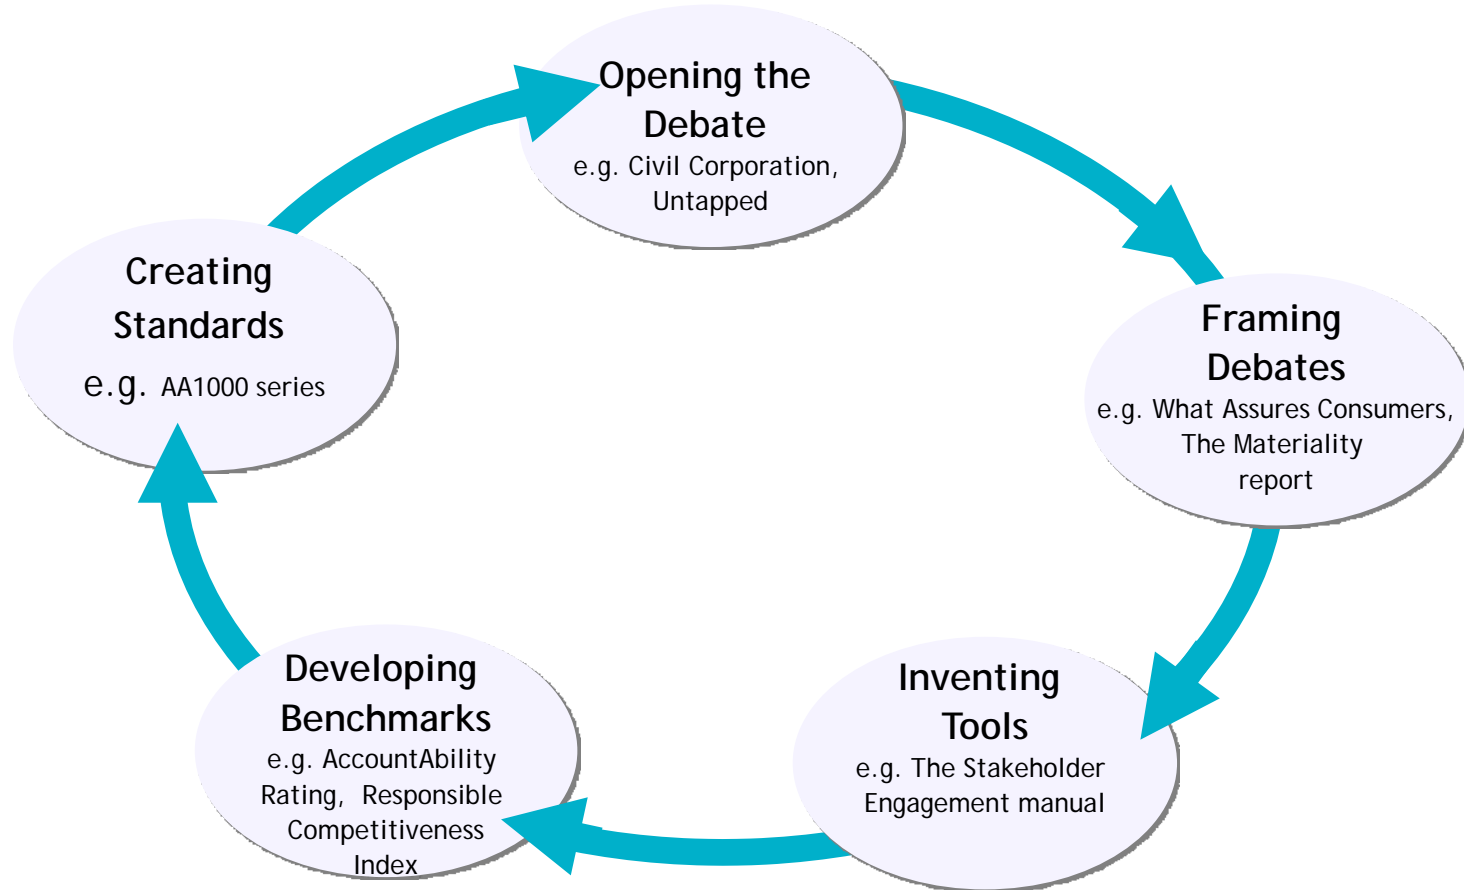 Opening the
Debate
e.g. Civil Corporation,
Untapped
Framing
Debates
e.g. What Assures Consumers,
The Materiality
report
Inventing
Tools
e.g. The Stakeholder
Engagement manual
Developing
Benchmarks
e.g. AccountAbility
Rating, Responsible
Competitiveness
Index
Creating
Standards
e.g. AA1000 series